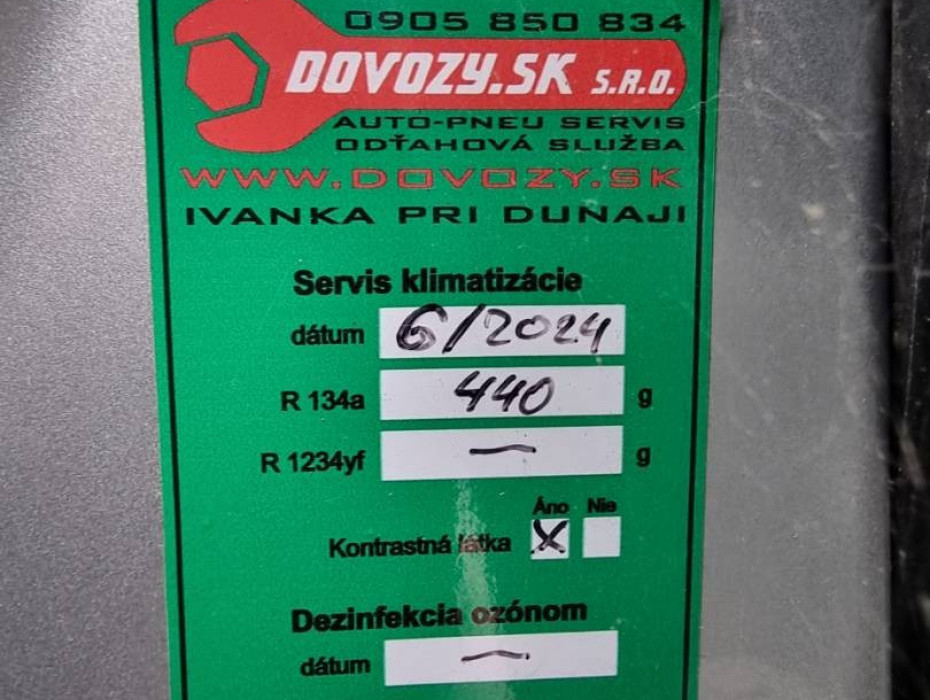 0905 850 834
DOVOZY.SK S.R.O.
AUTO-PNEU SERVIS
ODŤAHOVÁ SLUŽBA
WWW.DOVOZY.SK
IVANKA PRI DUNAJI
Servis klimatizácie
dátum 6/2024
R 134a 440 g
R 1234yf — g
Áno Nie
Kontrastná látka X
Dezinfekcia ozónom
dátum —